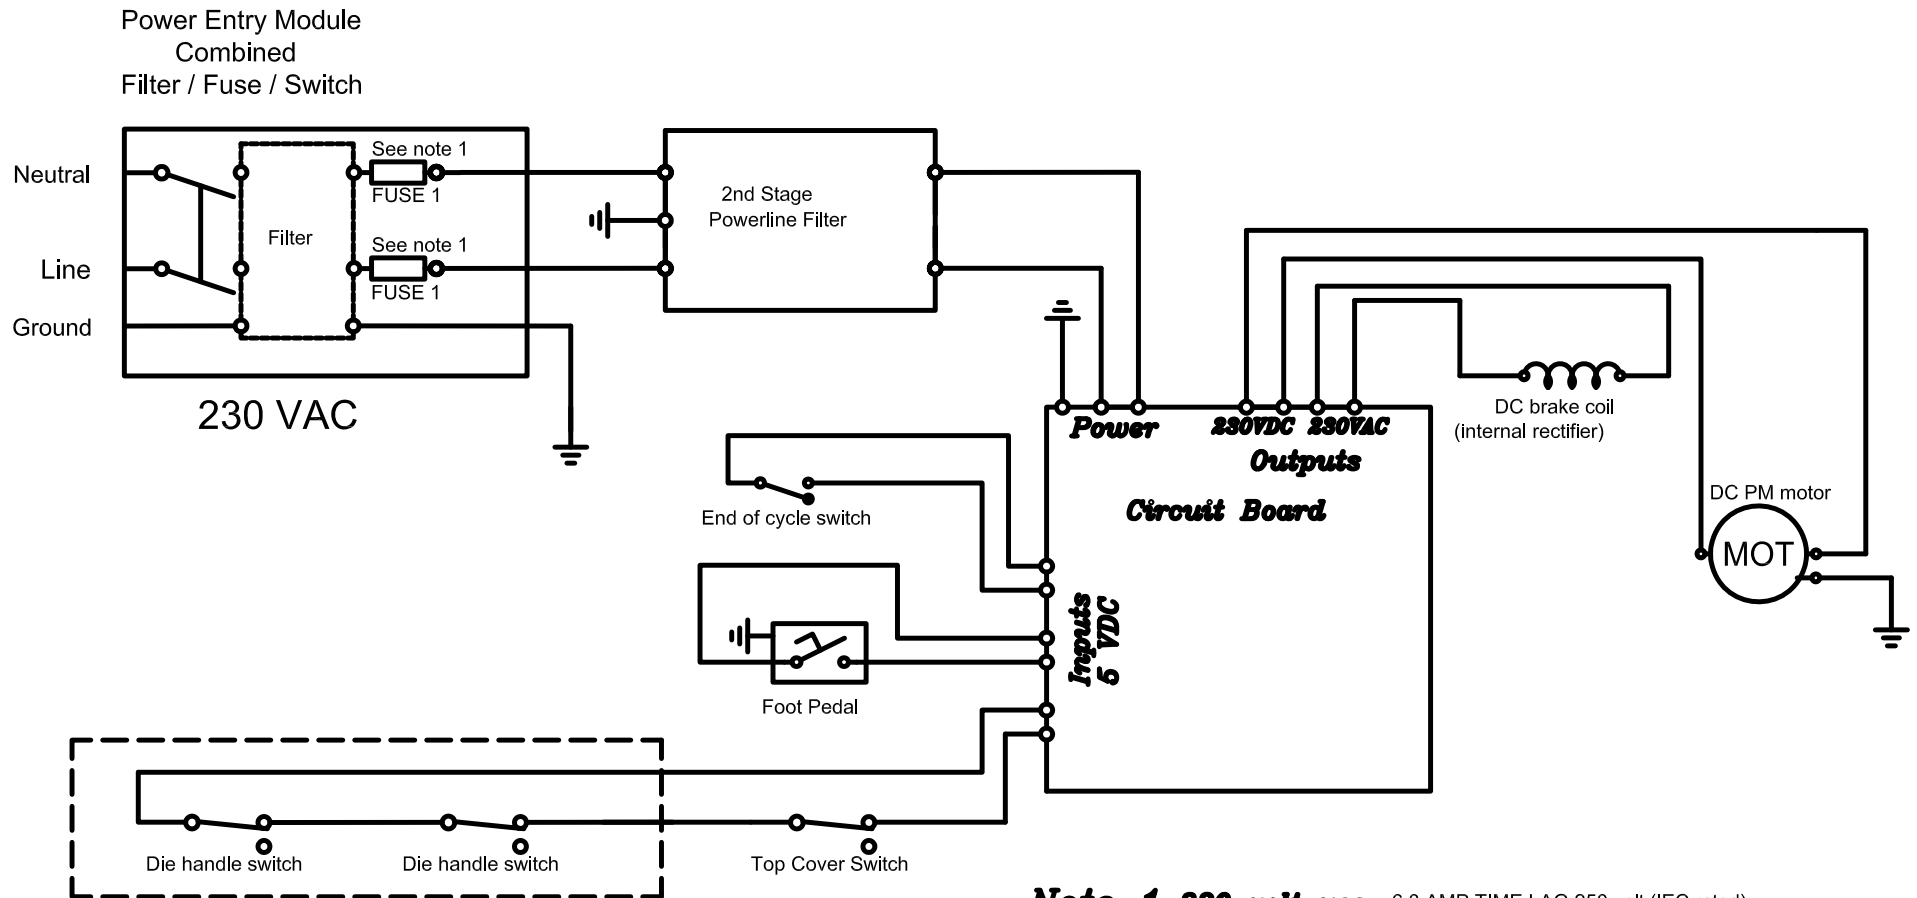 Power Entry Module
Combined
Filter / Fuse / Switch
Neutral
Line
Ground
See note 1
FUSE 1
Filter
See note 1
FUSE 1
230 VAC
2nd Stage
Powerline Filter
Power
230VDC 230VAC
Outputs
Circuit Board
Inputs
5 VDC
DC brake coil
(internal rectifier)
DC PM motor
MOT
End of cycle switch
Foot Pedal
Die handle switch
Die handle switch
Top Cover Switch
Note 1